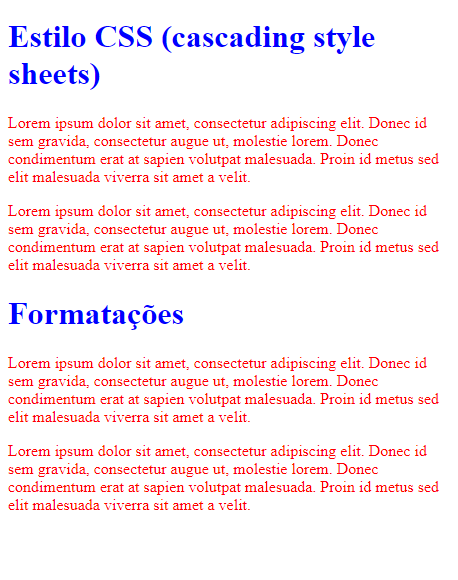 Estilo CSS (cascading style
sheets)
Lorem ipsum dolor sit amet, consectetur adipiscing elit. Donec id
sem gravida, consectetur augue ut, molestie lorem. Donec
condimentum erat at sapien volutpat malesuada. Proin id metus sed
elit malesuada viverra sit amet a velit.
Lorem ipsum dolor sit amet, consectetur adipiscing elit. Donec id
sem gravida, consectetur augue ut, molestie lorem. Donec
condimentum erat at sapien volutpat malesuada. Proin id metus sed
elit malesuada viverra sit amet a velit.
Formatações
Lorem ipsum dolor sit amet, consectetur adipiscing elit. Donec id
sem gravida, consectetur augue ut, molestie lorem. Donec
condimentum erat at sapien volutpat malesuada. Proin id metus sed
elit malesuada viverra sit amet a velit.
Lorem ipsum dolor sit amet, consectetur adipiscing elit. Donec id
sem gravida, consectetur augue ut, molestie lorem. Donec
condimentum erat at sapien volutpat malesuada. Proin id metus sed
elit malesuada viverra sit amet a velit.